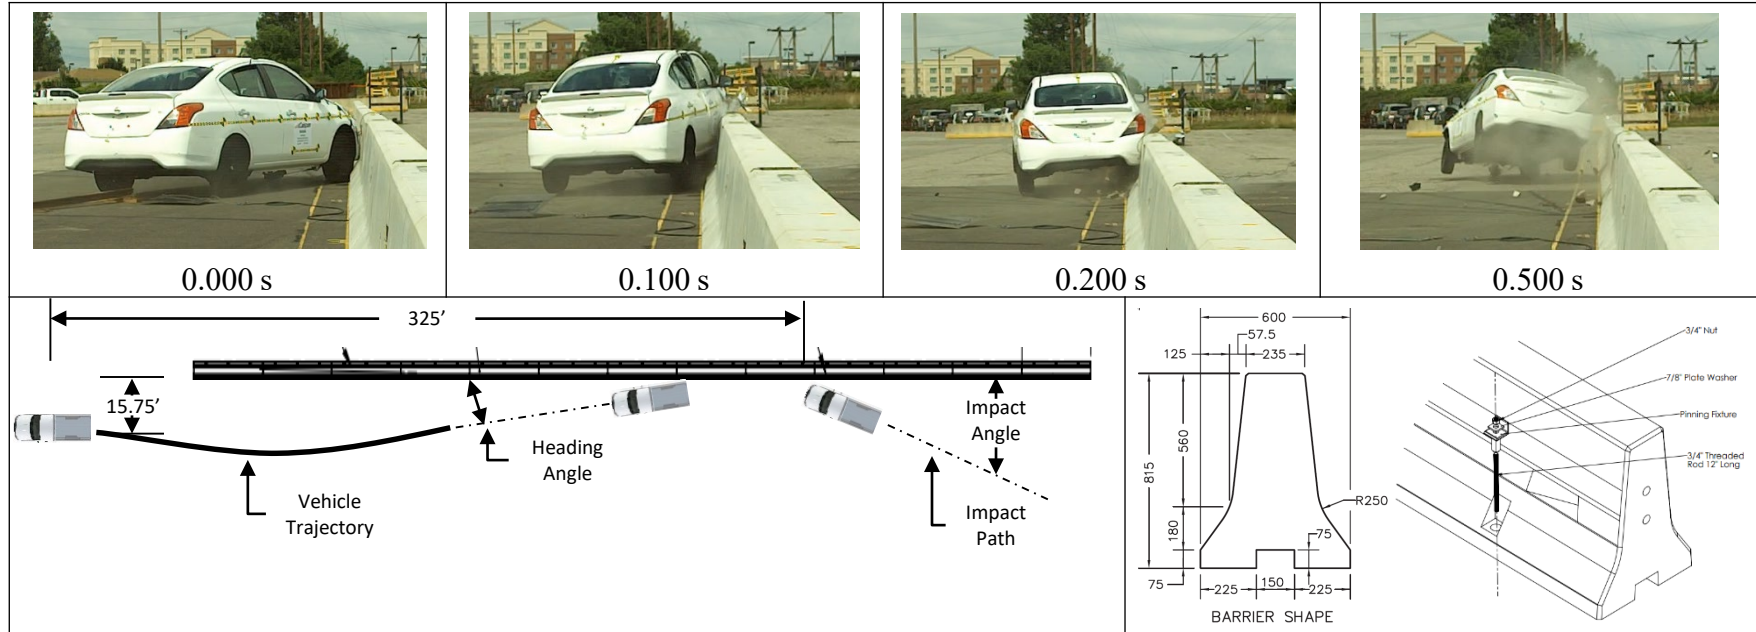 0.000 s
0.100 s
0.200 s
0.500 s
325’
15.75’
Heading
Angle
Vehicle
Trajectory
Impact
Angle
Impact
Path
600
57.5
125
235
815
560
180
75
R250
75
225
150
225
BARRIER SHAPE
3/4" Nut
7/8" Plate Washer
Pinning Fixture
3/4" Threaded
Rod 12" Long